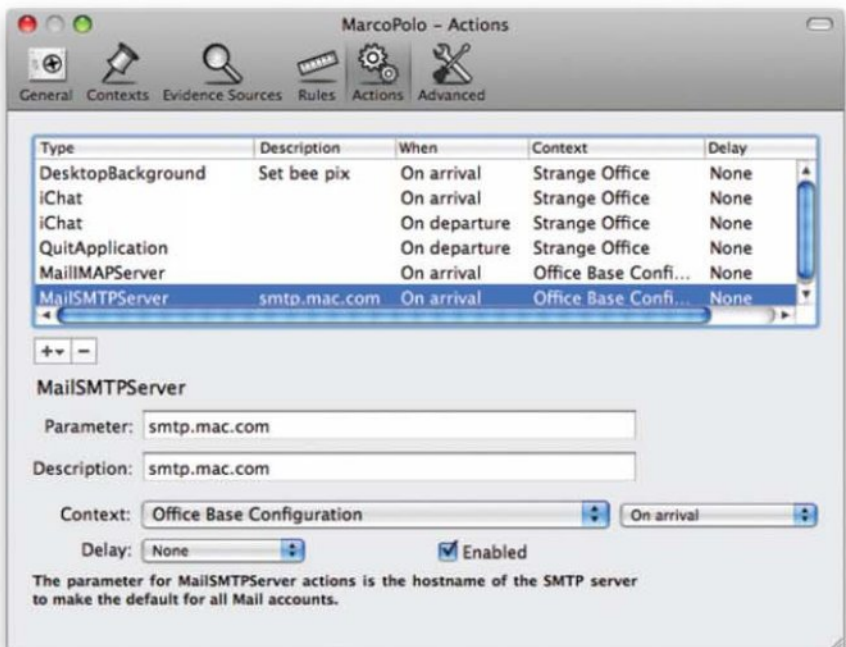 MarcoPolo – Actions
General Contexts Evidence Sources Rules Actions Advanced
Type Description When Context Delay
DesktopBackground Set bee pix On arrival Strange Office None
iChat On arrival Strange Office None
iChat On departure Strange Office None
QuitApplication On departure Strange Office None
MailIMAPServer On arrival Office Base Confi... None
MailSMTPServer smtp.mac.com On arrival Office Base Confi... None
MailSMTPServer
Parameter: smtp.mac.com
Description: smtp.mac.com
Context: Office Base Configuration On arrival
Delay: None Enabled
The parameter for MailSMTPServer actions is the hostname of the SMTP server
to make the default for all Mail accounts.